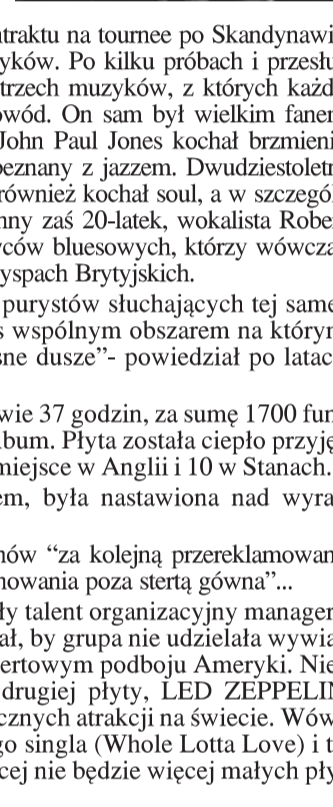 ntraktu na tournee po Skandynawi
yków. Po kilku próbach i przesłu
trzech muzyków, z których każd
owód. On sam był wielkim faner
John Paul Jones kochał brzmieni
beznany z jazzem. Dwudziestoletr
również kochał soul, a w szczegól
nny zaś 20-latek, wokalista Robe
wców bluesowych, którzy wówcza
yspach Brytyjskich.
purystów słuchających tej same
s wspólnym obszarem na którym
sne dusze”- powiedział po latac
wie 37 godzin, za sumę 1700 fun
lbum. Płyta została ciepło przyję
miejsce w Anglii i 10 w Stanach.
em, była nastawiona nad wyra
nów “za kolejną przereklamowan
nowania poza stertą gówna”...
ły talent organizacyjny manager
ał, by grupa nie udzielała wywia
ertowym podboju Ameryki. Nie
drugiej płyty, LED ZEPPELIN
cznych atrakcji na świecie. Wów
go singla (Whole Lotta Love) i t
cej nie będzie więcej małych pły